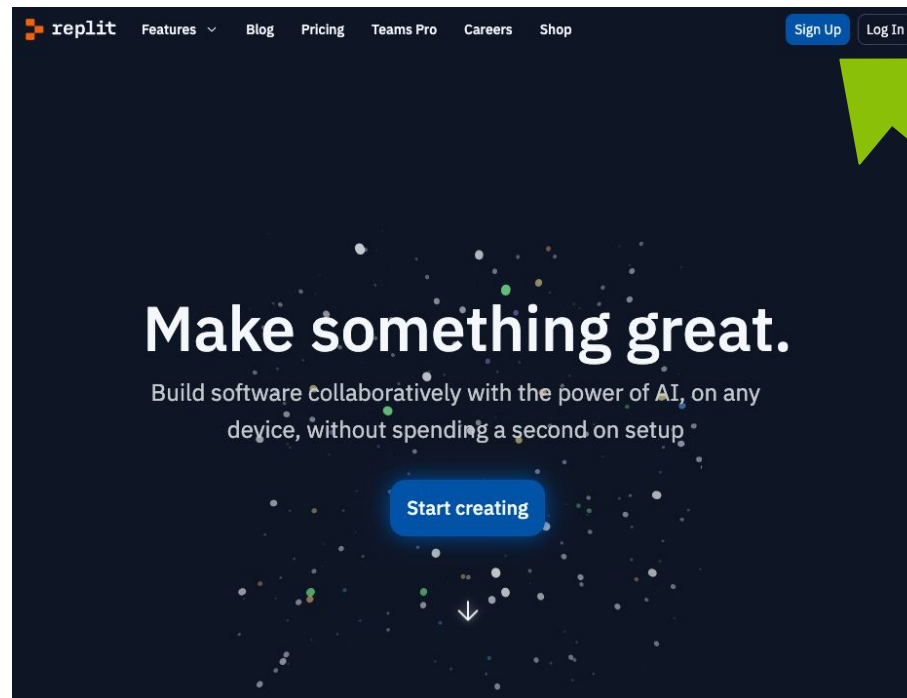 replit Features Blog Pricing Teams Pro Careers Shop Sign Up Log In
Make something great.
Build software collaboratively with the power of AI, on any
device, without spending a second on setup
Start creating